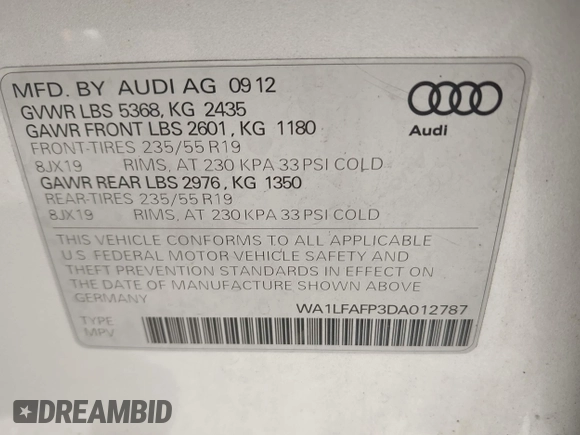 MFD. BY AUDI AG 09 12
GVWR LBS 5368, KG 2435
GAWR FRONT LBS 2601, KG 1180
FRONT-TIRES 235/55 R19
8JX19 RIMS, AT 230 KPA 33 PSI COLD
GAWR REAR LBS 2976, KG 1350
REAR-TIRES 235/55 R19
8JX19 RIMS, AT 230 KPA 33 PSI COLD
THIS VEHICLE CONFORMS TO ALL APPLICABLE
U.S. FEDERAL MOTOR VEHICLE SAFETY AND
THEFT PREVENTION STANDARDS IN EFFECT ON
THE DATE OF MANUFACTURE SHOWN ABOVE
GERMANY
WA1LFAFP3DA012787
TYPE
MPV
Audi
DREAMBID